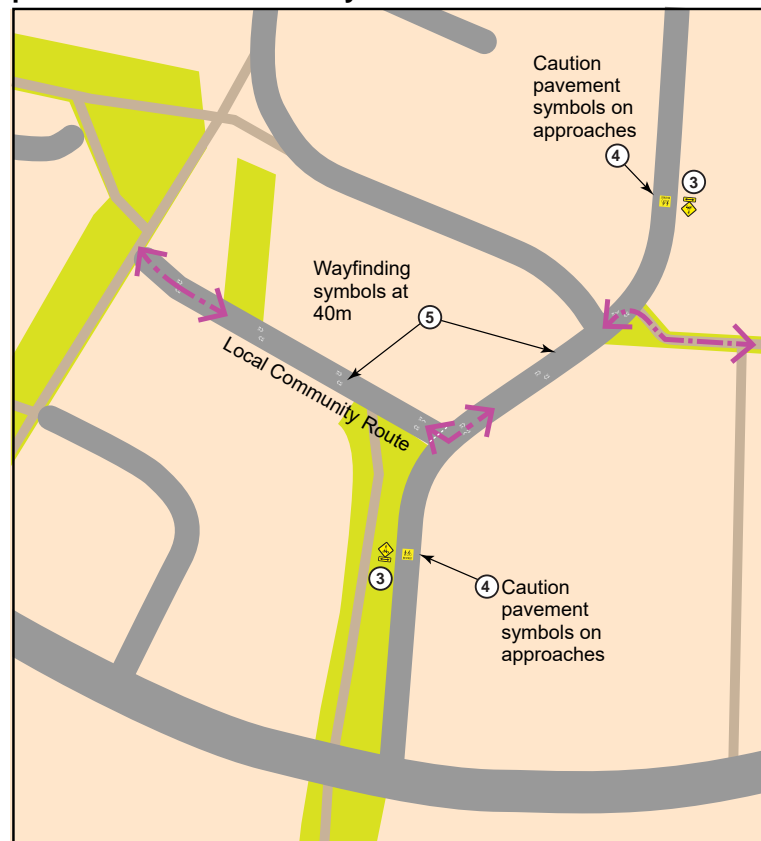 Caution
pavement
symbols on
approaches
4
3
Wayfinding
symbols at
40m
5
Local Community Route
3
4
Caution
pavement
symbols on
approaches